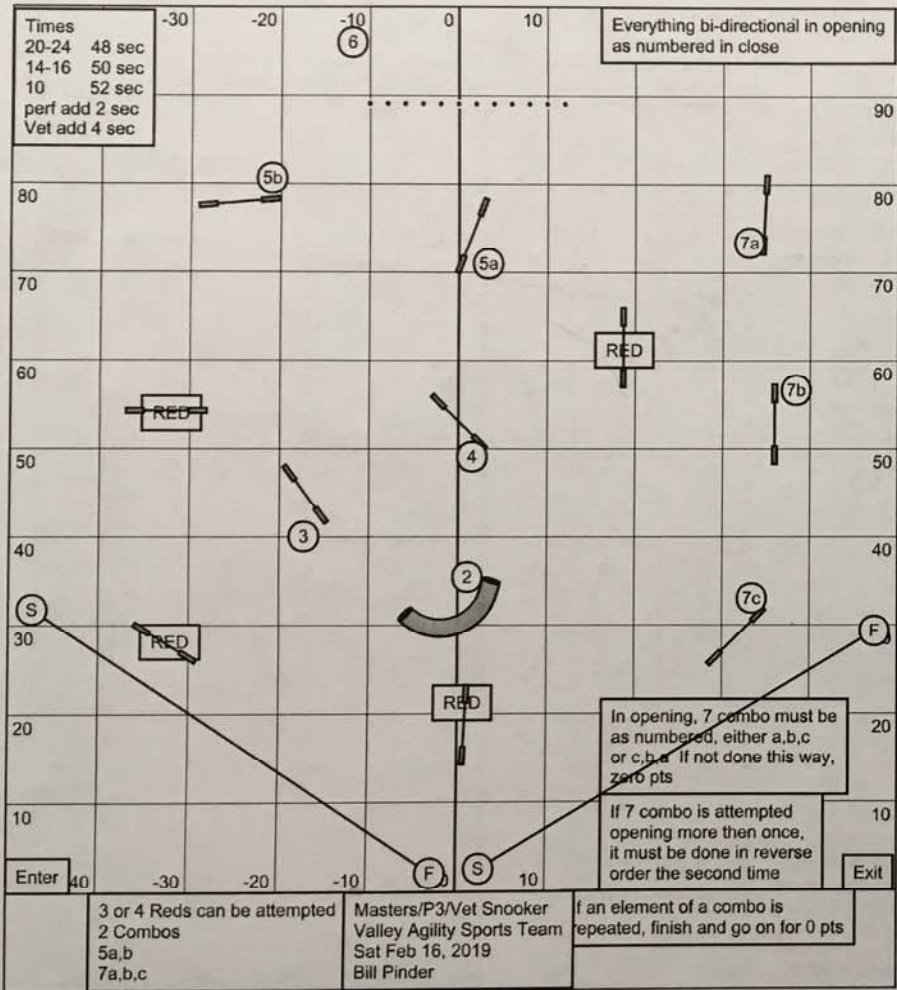 -30
-20
-10
0
10
Times
20-24 48 sec
14-16 50 sec
10 52 sec
perf add 2 sec
Vet add 4 sec
6
Everything bi-directional in opening
as numbered in close
90
80
5b
7a
80
5a
70
70
RED
60
60
RED
7b
4
50
50
3
40
40
2
S
7c
F
30
RED
RED
20
20
In opening, 7 combo must be
as numbered, either a,b,c
or c,b,a If not done this way,
zero pts
10
10
If 7 combo is attempted
opening more then once,
it must be done in reverse
order the second time
F
S
Enter
40
-30
-20
-10
0
10
Exit
3 or 4 Reds can be attempted
2 Combos
5a,b
7a,b,c
Masters/P3/Vet Snooker
Valley Agility Sports Team
Sat Feb 16, 2019
Bill Pinder
f an element of a combo is
repeated, finish and go on for 0 pts